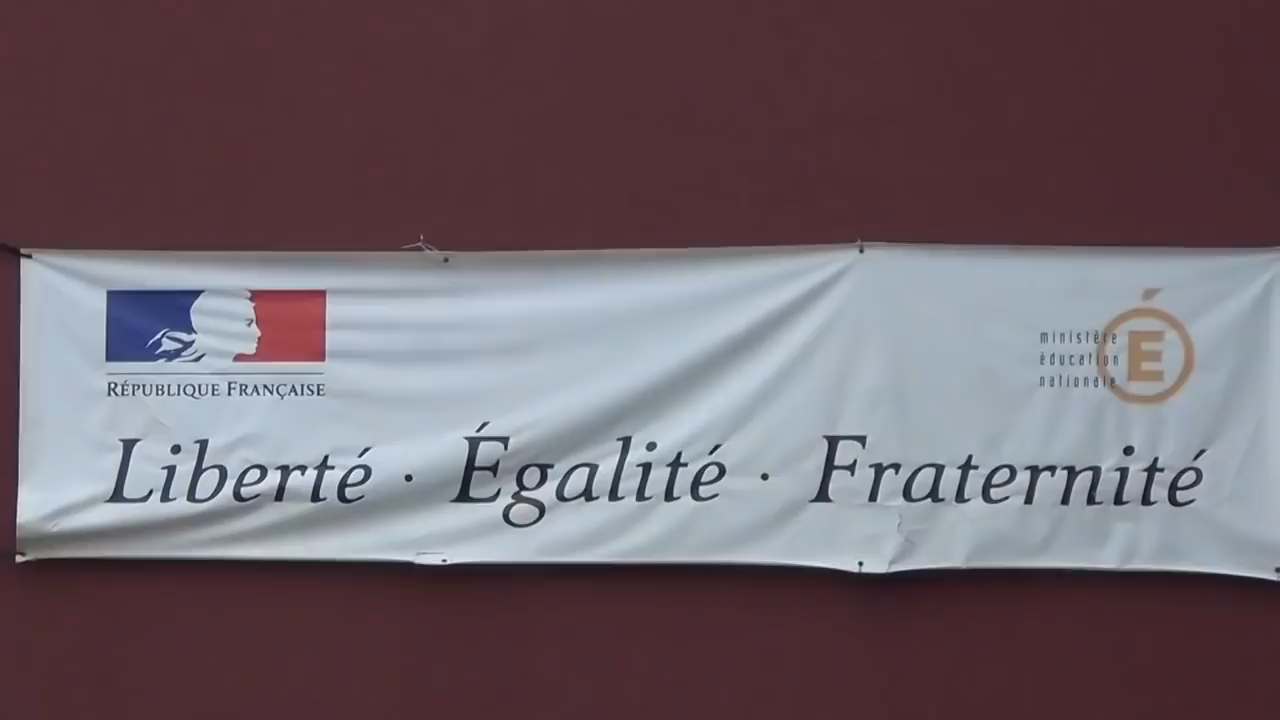 RÉPUBLIQUE FRANÇAISE
ministère
éducation
nationale
É
Liberté · Égalité · Fraternité